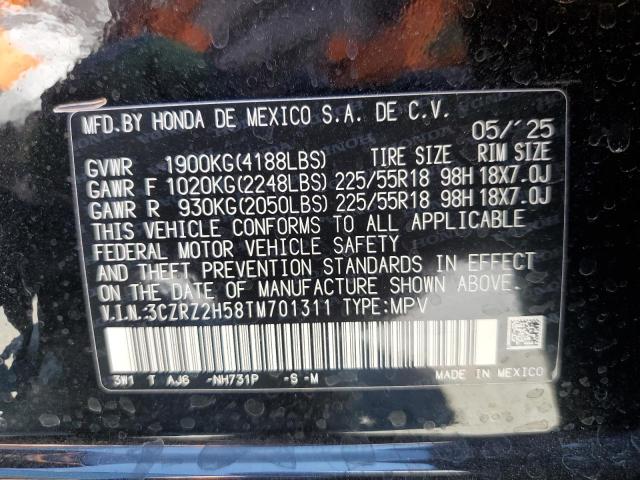 MFD.BY HONDA DE MEXICO S.A. DE C.V.
05/'25
GVWR 1900KG(4188LBS) TIRE SIZE RIM SIZE
GAWR F 1020KG(2248LBS) 225/55R18 98H 18X7.0J
GAWR R 930KG(2050LBS) 225/55R18 98H 18X7.0J
THIS VEHICLE CONFORMS TO ALL APPLICABLE
FEDERAL MOTOR VEHICLE SAFETY
AND THEFT PREVENTION STANDARDS IN EFFECT
ON THE DATE OF MANUFACTURE SHOWN ABOVE.
V.I.N.:3CZRZ2H58TM701311 TYPE:MPV
3W1 T AJ6 -NH731P -S -M MADE IN MEXICO